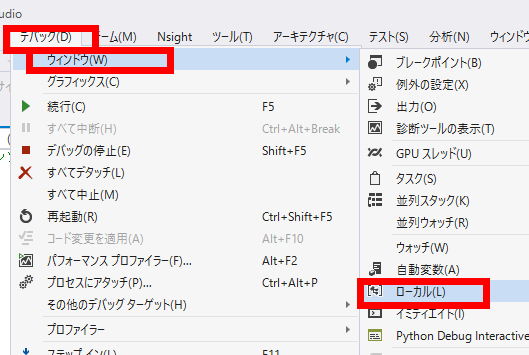 udio
デバッグ(D)
ーム(M)
Nsight
ツール(T)
アーキテクチャ(C)
テスト(S)
分析(N)
ウィンドウ
ウィンドウ(W)
グラフィックス(C)
続行(C) F5
すべて中断(H) Ctrl+Alt+Break
デバッグの停止(E) Shift+F5
すべてデタッチ(L)
すべて中止(M)
再起動(R) Ctrl+Shift+F5
コード変更を適用(A) Alt+F10
パフォーマンス プロファイラー(F)... Alt+F2
プロセスにアタッチ(P)... Ctrl+Alt+P
その他のデバッグ ターゲット(H)
プロファイラー
ステップ イン(I) F11
ブレークポイント(B)
例外の設定(X)
出力(O)
診断ツールの表示(T)
GPU スレッド(U)
タスク(S)
並列スタック(K)
並列ウォッチ(R)
ウォッチ(W)
自動変数(A)
ローカル(L)
イミディエイト(I)
Python Debug Interactive